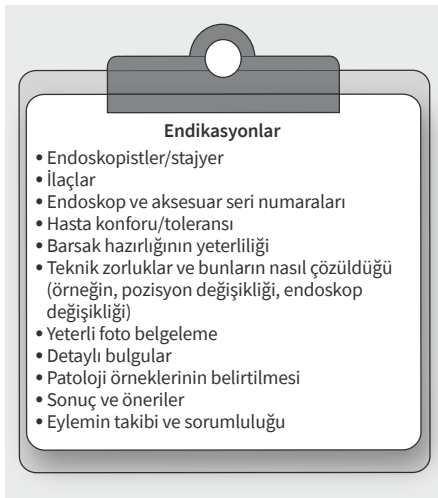 Endikasyonlar
• Endoskopistler/stajyer
• İlaçlar
• Endoskop ve aksesuar seri numaraları
• Hasta konforu/toleransı
• Barsak hazırlığının yeterliliği
• Teknik zorluklar ve bunların nasıl çözüldüğü
(örneğin, pozisyon değişikliği, endoskop
değişikliği)
• Yeterli foto belgeleme
• Detaylı bulgular
• Patoloji örneklerinin belirtilmesi
• Sonuç ve öneriler
• Eylemin takibi ve sorumluluğu